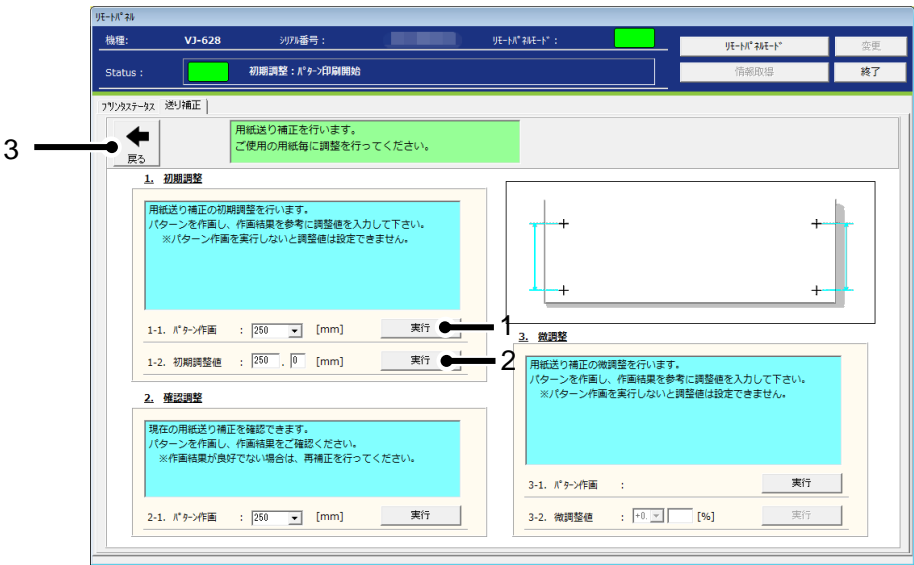 ﾘﾓｰﾄﾊﾟﾈﾙ
機種: VJ-628 ｼﾘｱﾙ番号: ﾘﾓｰﾄﾊﾟﾈﾙﾓｰﾄﾞ: ﾘﾓｰﾄﾊﾟﾈﾙﾓｰﾄﾞ 変更
Status: 初期調整:ﾊﾟﾀｰﾝ印刷開始 情報取得 終了
ﾌﾟﾘﾝﾀｽﾃｰﾀｽ 送り補正
3
戻る
用紙送り補正を行います。
ご使用の用紙毎に調整を行ってください。
1. 初期調整
用紙送り補正の初期調整を行います。
パターンを作画し、作画結果を参考に調整値を入力して下さい。
※パターン作画を実行しないと調整値は設定できません。
1-1. ﾊﾟﾀｰﾝ作画 : 250 [mm] 実行 1
1-2. 初期調整値 : 250 . 0 [mm] 実行 2
2. 確認調整
現在の用紙送り補正を確認できます。
パターンを作画し、作画結果をご確認ください。
※作画結果が良好でない場合は、再補正を行ってください。
2-1. ﾊﾟﾀｰﾝ作画 : 250 [mm] 実行
3. 微調整
用紙送り補正の微調整を行います。
パターンを作画し、作画結果を参考に調整値を入力して下さい。
※パターン作画を実行しないと調整値は設定できません。
3-1. ﾊﾟﾀｰﾝ作画 : 実行
3-2. 微調整値 : +0. [%] 実行